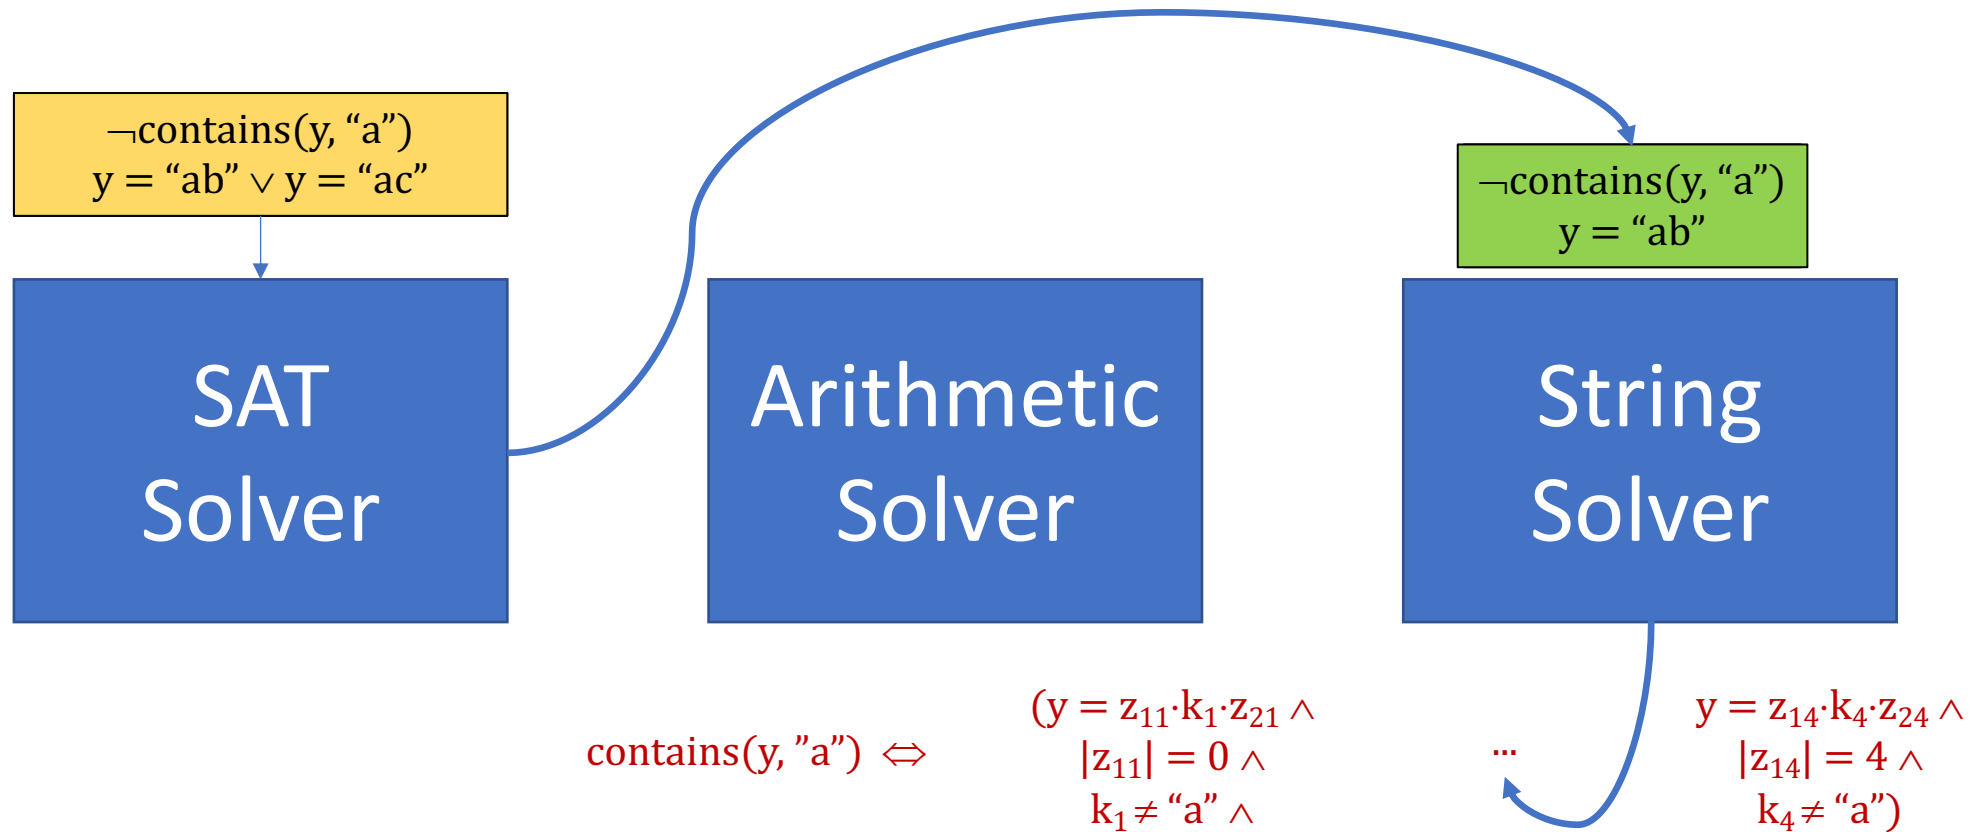 ¬contains(y, “a”)
y = “ab” ∨ y = “ac”
¬contains(y, “a”)
y = “ab”
SAT
Solver
Arithmetic
Solver
String
Solver
contains(y, ”a”) ⇔
(y = z₁₁·k₁·z₂₁ ∧
|z₁₁| = 0 ∧
k₁ ≠ “a” ∧
...
y = z₁₄·k₄·z₂₄ ∧
|z₁₄| = 4 ∧
k₄ ≠ “a”)